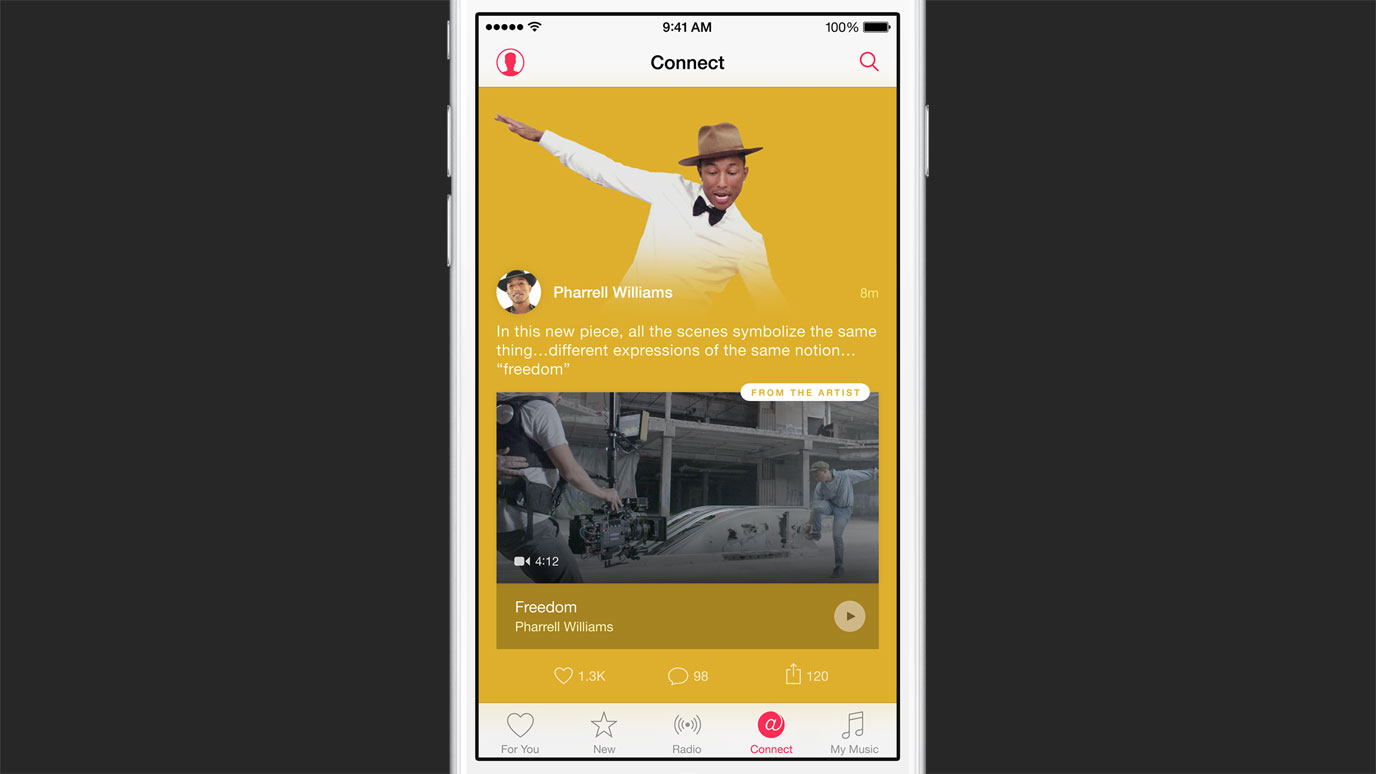 9:41 AM
100%
Connect
Pharrell Williams
8m
In this new piece, all the scenes symbolize the same
thing…different expressions of the same notion…
“freedom”
FROM THE ARTIST
4:12
Freedom
Pharrell Williams
1.3K
98
120
For You
New
Radio
@
Connect
My Music